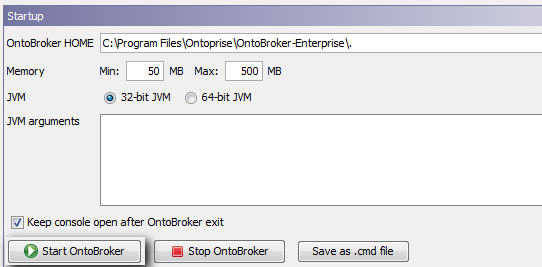 Startup
OntoBroker HOME C:\Program Files\Ontoprise\OntoBroker-Enterprise\.
Memory Min: 50 MB Max: 500 MB
JVM 32-bit JVM 64-bit JVM
JVM arguments
Keep console open after OntoBroker exit
Start OntoBroker Stop OntoBroker Save as .cmd file